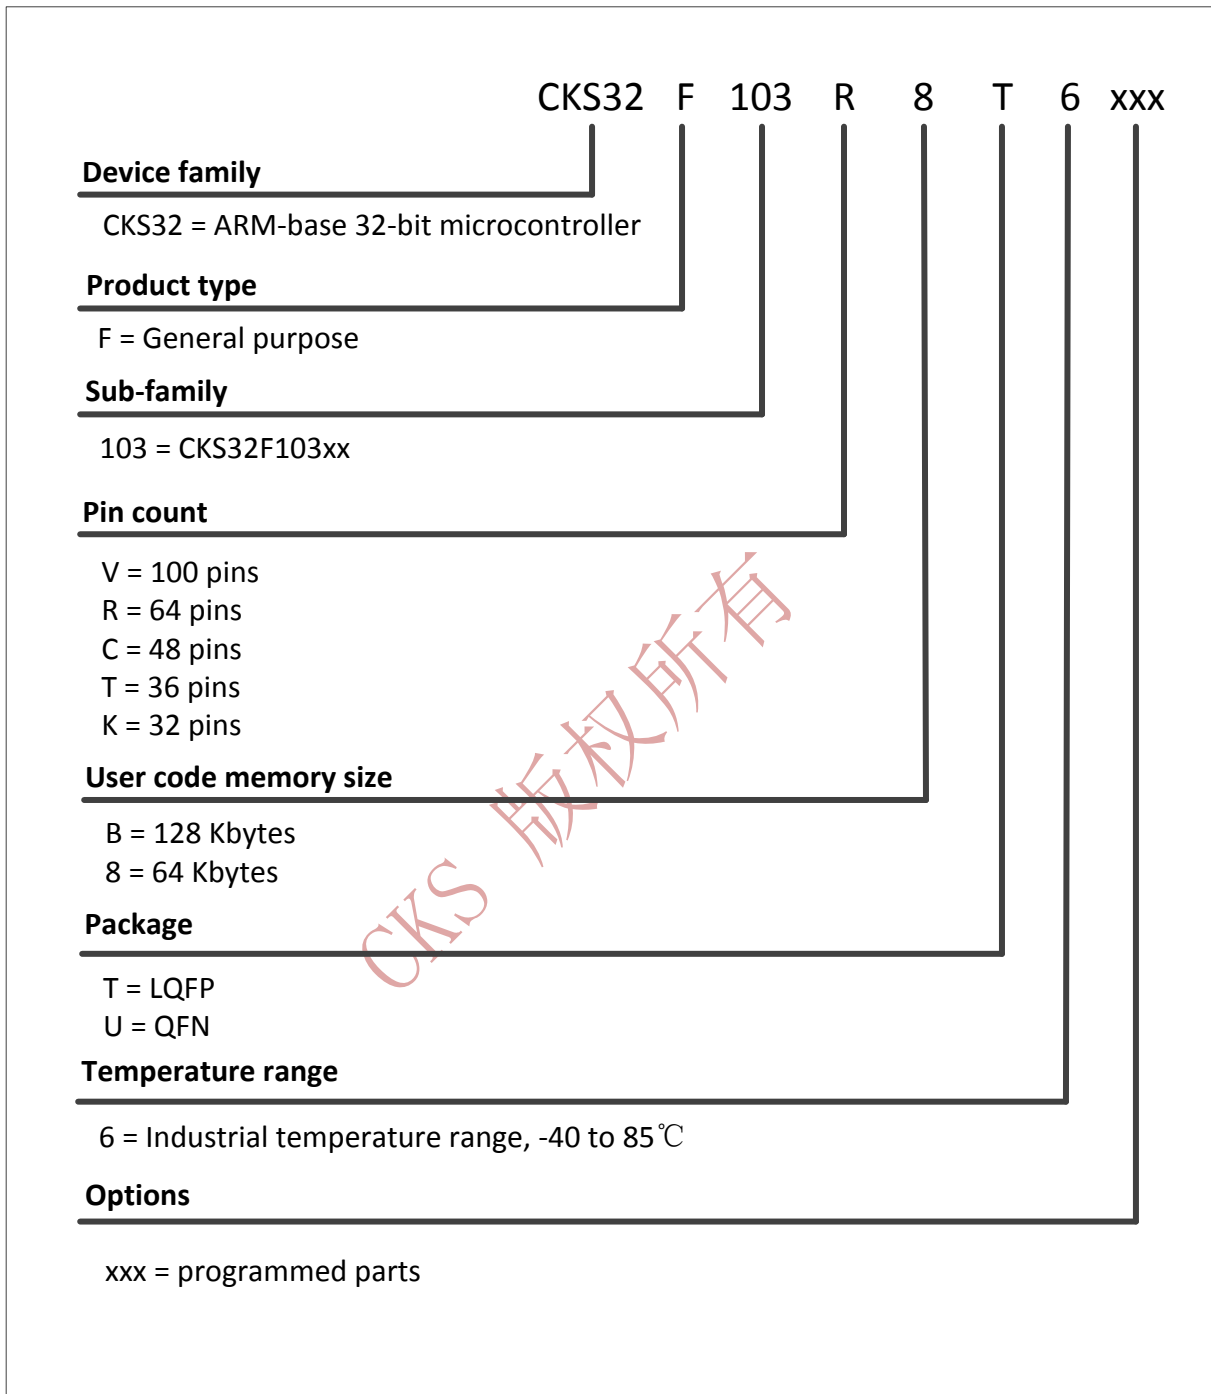 CKS32 F 103 R 8 T 6 xxx
Device family
CKS32 = ARM-base 32-bit microcontroller
Product type
F = General purpose
Sub-family
103 = CKS32F103xx
Pin count
V = 100 pins
R = 64 pins
C = 48 pins
T = 36 pins
K = 32 pins
User code memory size
B = 128 Kbytes
8 = 64 Kbytes
Package
T = LQFP
U = QFN
Temperature range
6 = Industrial temperature range, -40 to 85℃
Options
xxx = programmed parts
CKS 版权所有